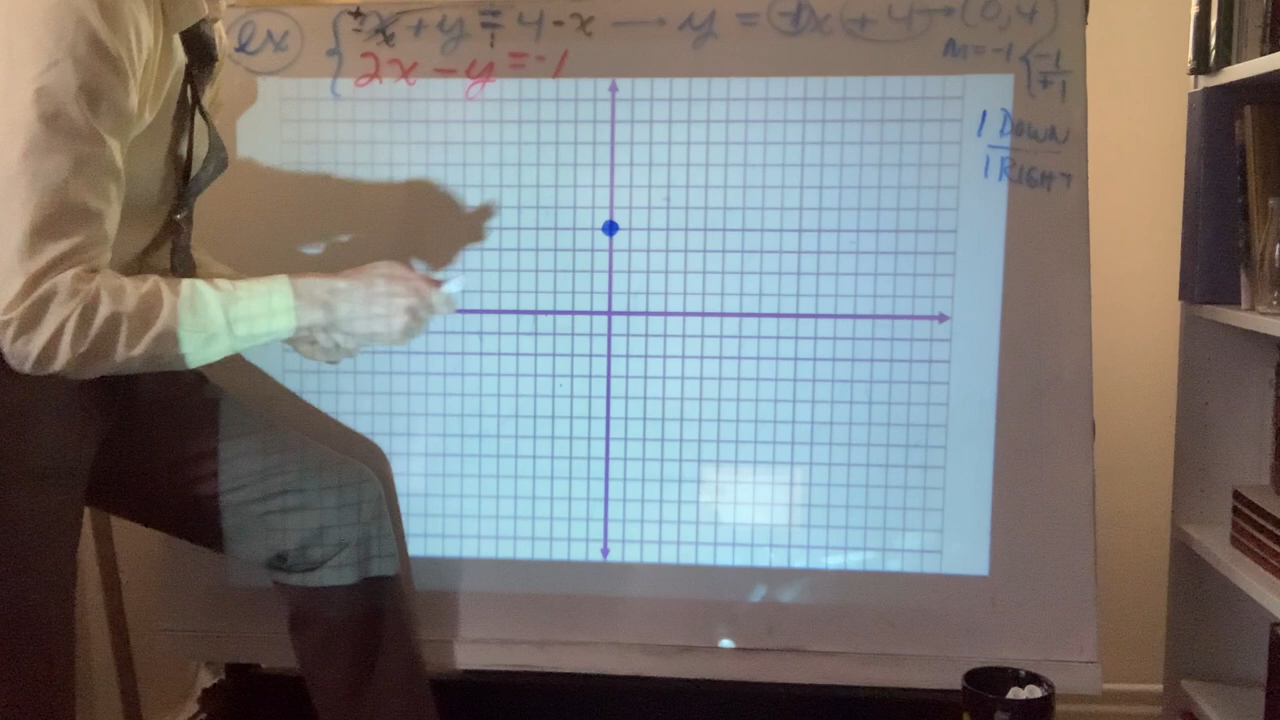 ex { x + y = 4 - x → y = -1x + 4 → (0,4)
2x - y = -1
m = -1 { -1/+1
1 DOWN
1 RIGHT